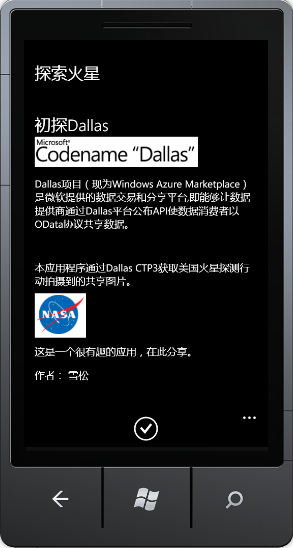 探索火星
初探Dallas
Microsoft®
Codename “Dallas”
Dallas项目（现为Windows Azure Marketplace）
是微软提供的数据交易和分享平台,即能够让数据
提供商通过Dallas平台公布API使数据消费者以
OData协议共享数据。
本应用程序通过Dallas CTP3获取美国火星探测行
动拍摄到的共享图片。
NASA
这是一个很有趣的应用，在此分享。
作者： 雪松